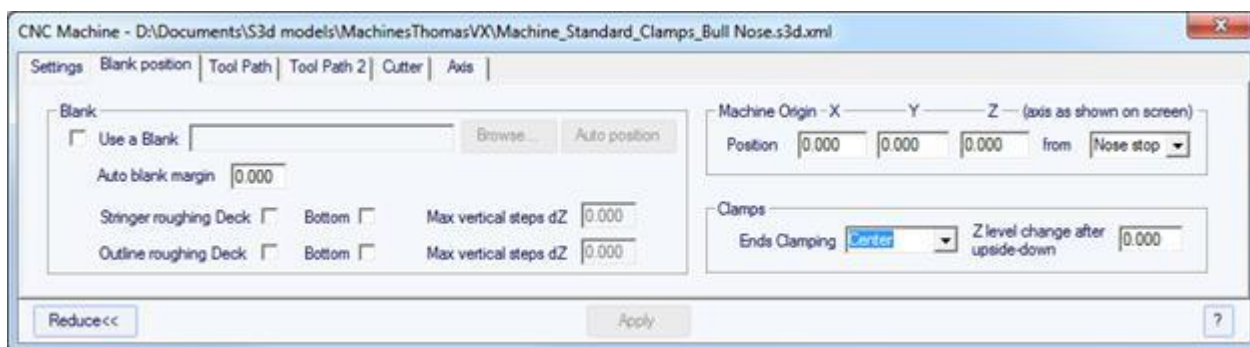 CNC Machine - D:\Documents\S3d models\MachinesThomasVX\Machine_Standard_Clamps_Bull Nose.s3d.xml
Settings Blank position Tool Path Tool Path 2 Cutter Axis
Blank
Use a Blank Browse... Auto position
Auto blank margin 0.000
Stringer roughing Deck Bottom Max vertical steps dZ 0.000
Outline roughing Deck Bottom Max vertical steps dZ 0.000
Machine Origin - X Y Z (axis as shown on screen)
Position 0.000 0.000 0.000 from Nose stop
Clamps
Ends Clamping Center Z level change after upside-down 0.000
Reduce<< Apply ?